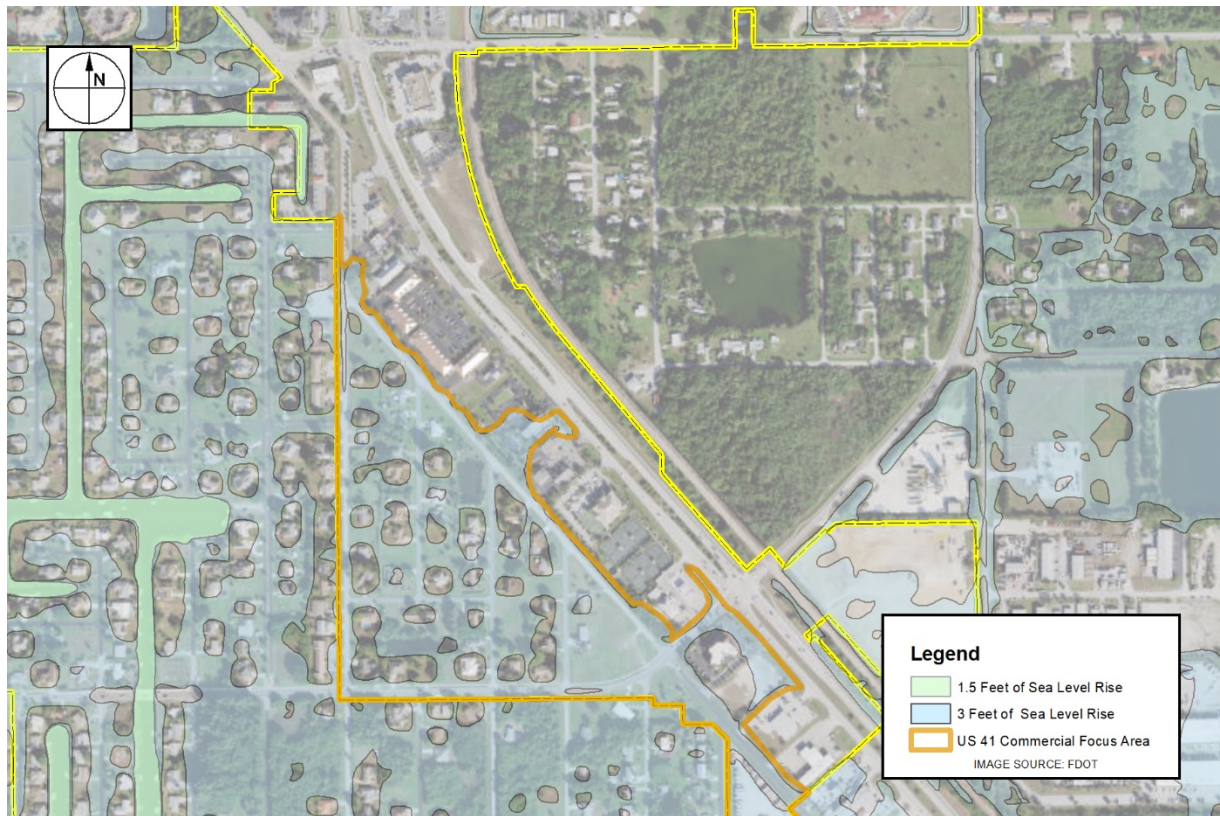 N
Legend
1.5 Feet of Sea Level Rise
3 Feet of Sea Level Rise
US 41 Commercial Focus Area
IMAGE SOURCE: FDOT